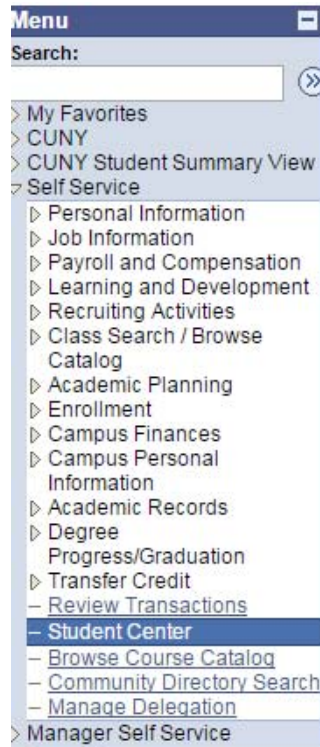 Menu
Search:
My Favorites
CUNY
CUNY Student Summary View
Self Service
Personal Information
Job Information
Payroll and Compensation
Learning and Development
Recruiting Activities
Class Search / Browse
Catalog
Academic Planning
Enrollment
Campus Finances
Campus Personal
Information
Academic Records
Degree
Progress/Graduation
Transfer Credit
– Review Transactions
– Student Center
– Browse Course Catalog
– Community Directory Search
– Manage Delegation
Manager Self Service